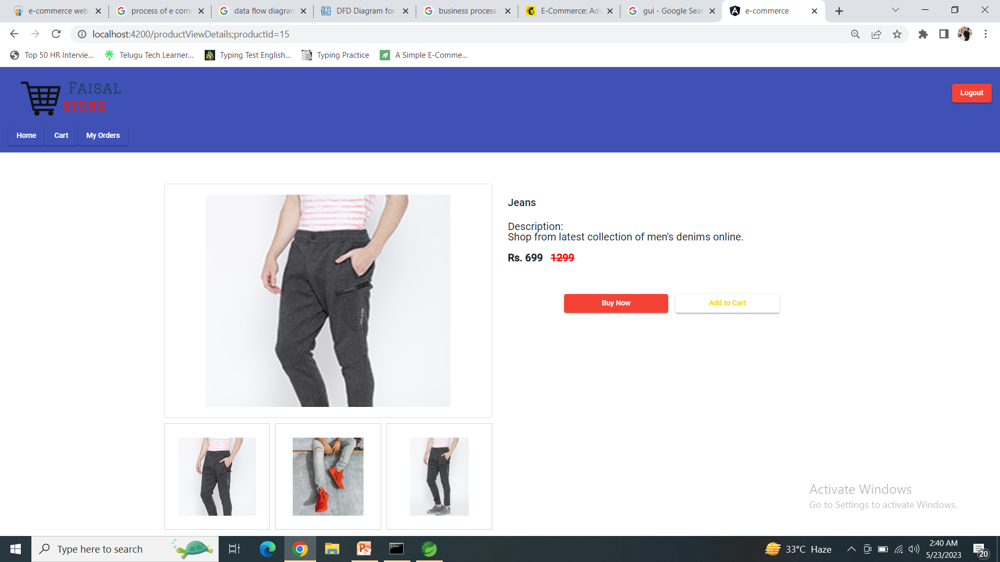 e-commerce web
process of e com
data flow diagram
DFD Diagram for
business process
E-Commerce: Adv
gui - Google Sear
e-commerce
localhost:4200/productViewDetails;productId=15
Top 50 HR Intervie...
Telugu Tech Learner...
Typing Test English...
Typing Practice
A Simple E-Comme...
Faisal
STORE
Logout
Home
Cart
My Orders
Jeans
Description:
Shop from latest collection of men's denims online.
Rs. 699 1299
Buy Now
Add to Cart
Activate Windows
Go to Settings to activate Windows.
Type here to search
33°C Haze
2:40 AM
5/23/2023
20